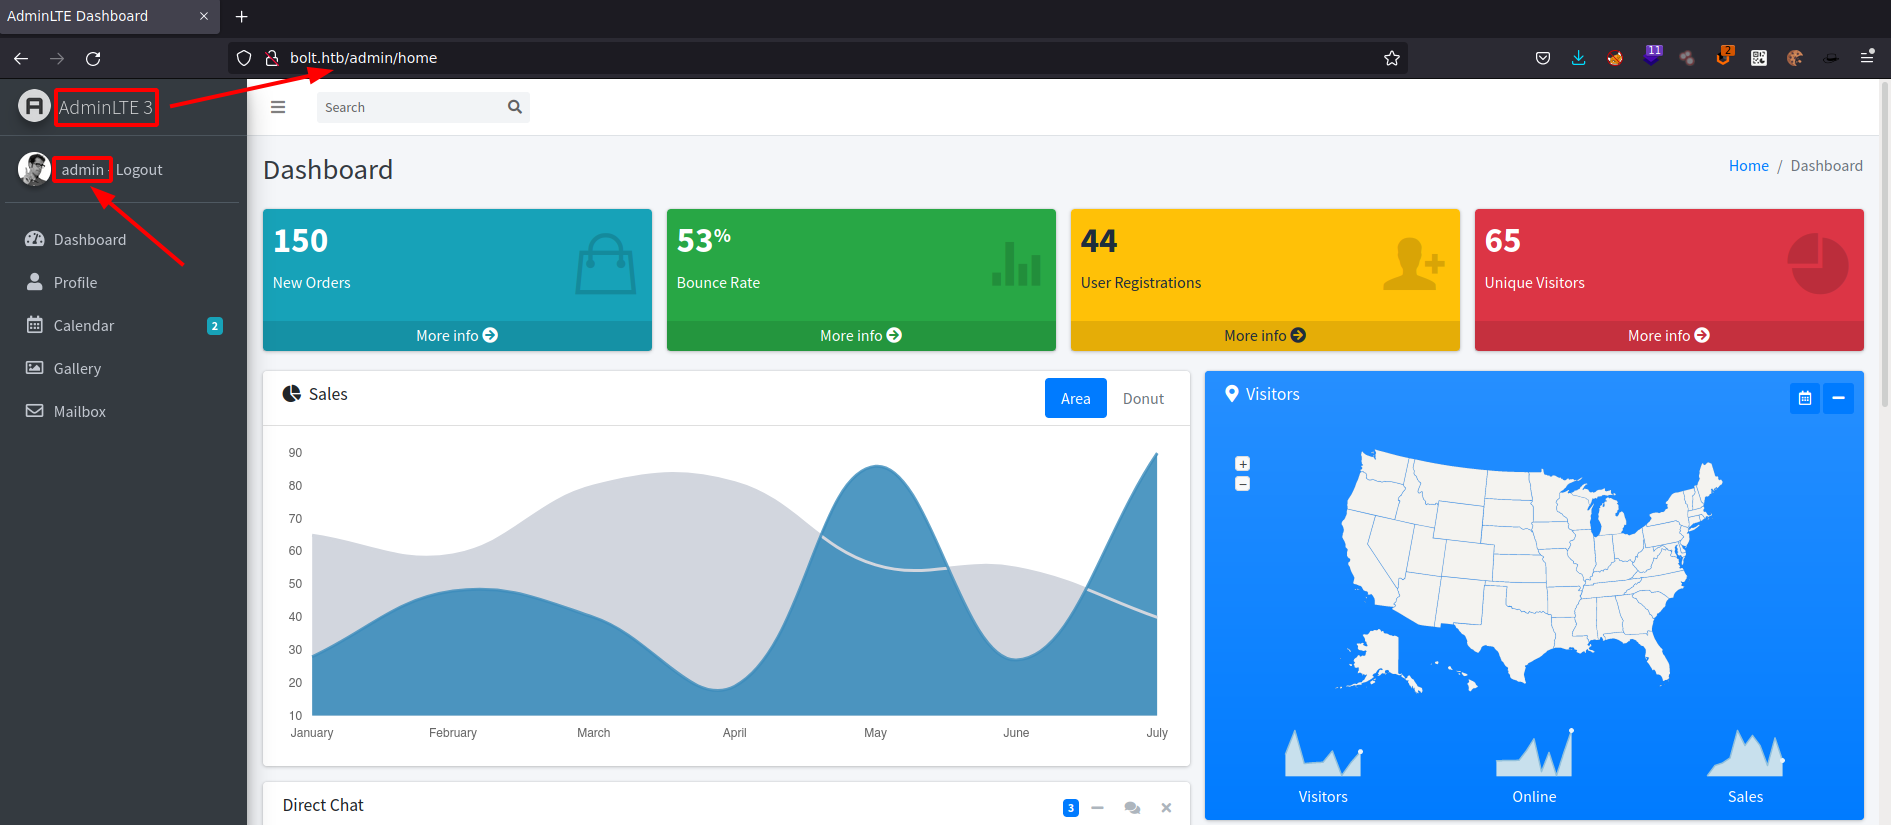 AdminLTE Dashboard
bolt.htb/admin/home
11
2
AdminLTE 3
Search
admin - Logout
Dashboard
Profile
Calendar 2
Gallery
Mailbox
Dashboard
Home / Dashboard
150
New Orders
More info
53%
Bounce Rate
More info
44
User Registrations
More info
65
Unique Visitors
More info
Sales
Area Donut
90
80
70
60
50
40
30
20
10
January February March April May June July
Visitors
+
−
Visitors Online Sales
Direct Chat
3